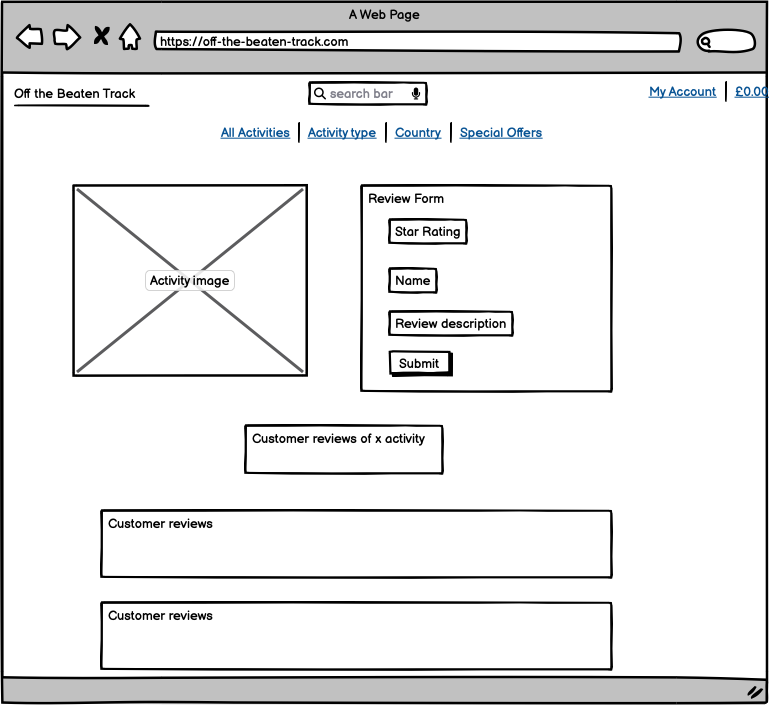 A Web Page
https://off-the-beaten-track.com
Off the Beaten Track
search bar
My Account
£0.00
All Activities
Activity type
Country
Special Offers
Activity image
Review Form
Star Rating
Name
Review description
Submit
Customer reviews of x activity
Customer reviews
Customer reviews